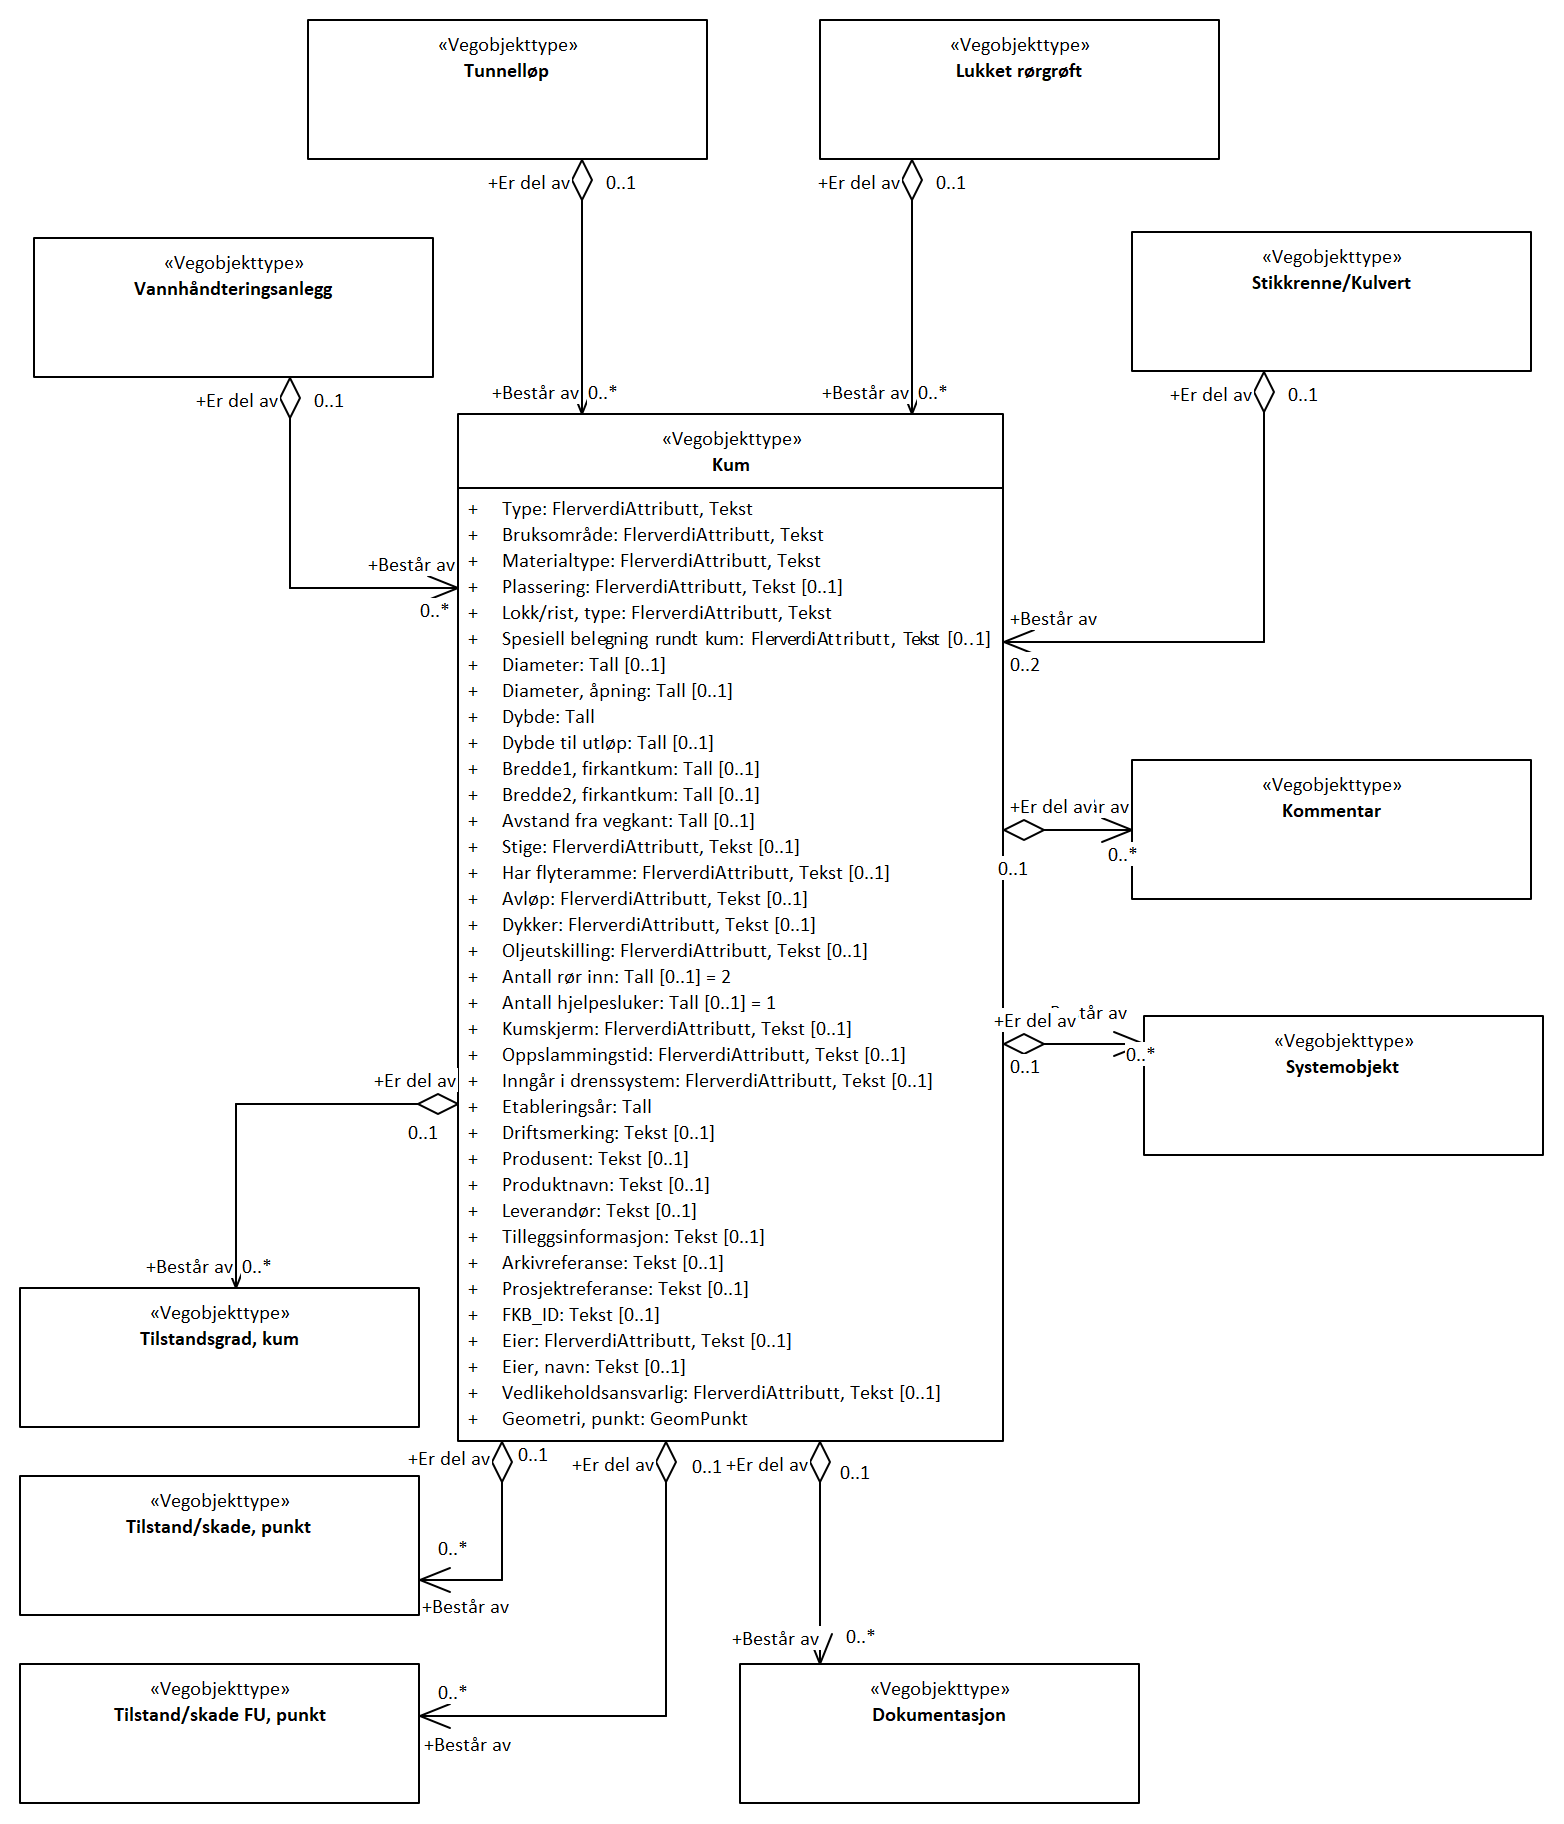 «Vegobjekttype»
Tunnelløp
«Vegobjekttype»
Lukket rørgrøft
+Er del av
0..1
+Er del av
0..1
«Vegobjekttype»
Vannhåndteringsanlegg
«Vegobjekttype»
Stikkrenne/Kulvert
+Er del av
0..1
+Er del av
0..1
+Består av
0..*
+Består av
0..*
«Vegobjekttype»
Kum
+ Type: FlerverdiAttributt, Tekst
+ Bruksområde: FlerverdiAttributt, Tekst
+ Materialtype: FlerverdiAttributt, Tekst
+ Plassering: FlerverdiAttributt, Tekst [0..1]
+ Lokk/rist, type: FlerverdiAttributt, Tekst
+ Spesiell belegning rundt kum: FlerverdiAttributt, Tekst [0..1]
+ Diameter: Tall [0..1]
+ Diameter, åpning: Tall [0..1]
+ Dybde: Tall
+ Dybde til utløp: Tall [0..1]
+ Bredde1, firkantkum: Tall [0..1]
+ Bredde2, firkantkum: Tall [0..1]
+ Avstand fra vegkant: Tall [0..1]
+ Stige: FlerverdiAttributt, Tekst [0..1]
+ Har flyteramme: FlerverdiAttributt, Tekst [0..1]
+ Avløp: FlerverdiAttributt, Tekst [0..1]
+ Dykker: FlerverdiAttributt, Tekst [0..1]
+ Oljeutskilling: FlerverdiAttributt, Tekst [0..1]
+ Antall rør inn: Tall [0..1] = 2
+ Antall hjelpesluker: Tall [0..1] = 1
+ Kumskjerm: FlerverdiAttributt, Tekst [0..1]
+ Oppslammingstid: FlerverdiAttributt, Tekst [0..1]
+ Inngår i drenssystem: FlerverdiAttributt, Tekst [0..1]
+ Etableringsår: Tall
+ Driftsmerking: Tekst [0..1]
+ Produsent: Tekst [0..1]
+ Produktnavn: Tekst [0..1]
+ Leverandør: Tekst [0..1]
+ Tilleggsinformasjon: Tekst [0..1]
+ Arkivreferanse: Tekst [0..1]
+ Prosjektreferanse: Tekst [0..1]
+ FKB_ID: Tekst [0..1]
+ Eier: FlerverdiAttributt, Tekst [0..1]
+ Eier, navn: Tekst [0..1]
+ Vedlikeholdsansvarlig: FlerverdiAttributt, Tekst [0..1]
+ Geometri, punkt: GeomPunkt
+Består av
0..*
+Består av
0..2
«Vegobjekttype»
Kommentar
+Er del av
av
0..1
0..*
«Vegobjekttype»
Systemobjekt
+Er del av
av
0..1
0..*
+Er del av
0..1
+Består av
0..*
«Vegobjekttype»
Tilstandsgrad, kum
+Er del av
0..1
+Er del av
0..1
+Er del av
0..1
«Vegobjekttype»
Tilstand/skade, punkt
0..*
+Består av
«Vegobjekttype»
Tilstand/skade FU, punkt
0..*
+Består av
+Består av
0..*
«Vegobjekttype»
Dokumentasjon